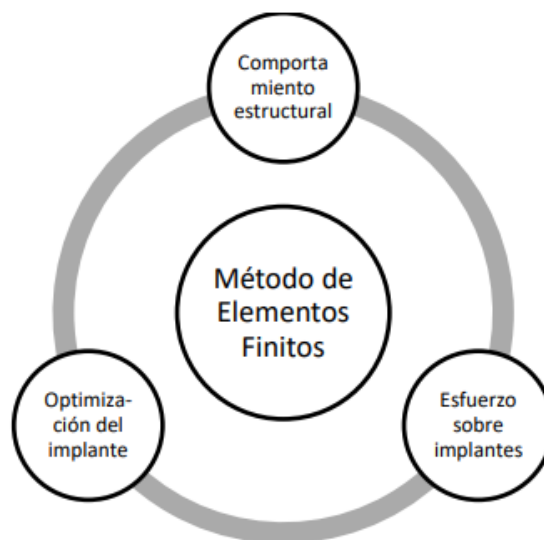 Comporta
miento
estructural
Método de
Elementos
Finitos
Optimiza-
ción del
implante
Esfuerzo
sobre
implantes